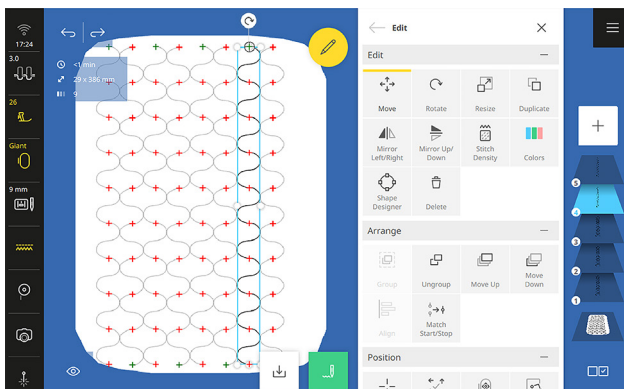 17:24
3.0
26
Giant
9 mm
<1 min
29 x 386 mm
9
Edit
Edit
Move
Rotate
Resize
Duplicate
Mirror
Left/Right
Mirror Up/
Down
Stitch
Density
Colors
Shape
Designer
Delete
Arrange
Group
Ungroup
Move Up
Move
Down
Align
Match
Start/Stop
Position
5
4
3
2
1